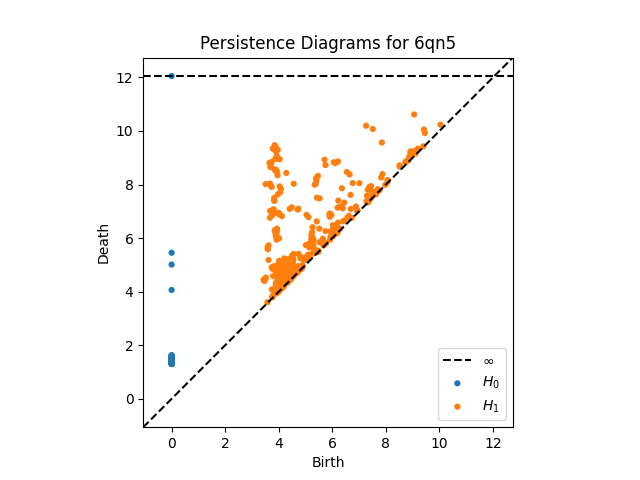 Persistence Diagrams for 6qn5
12
10
8
6
4
2
0
Death
0 2 4 6 8 10 12
Birth
∞
H₀
H₁